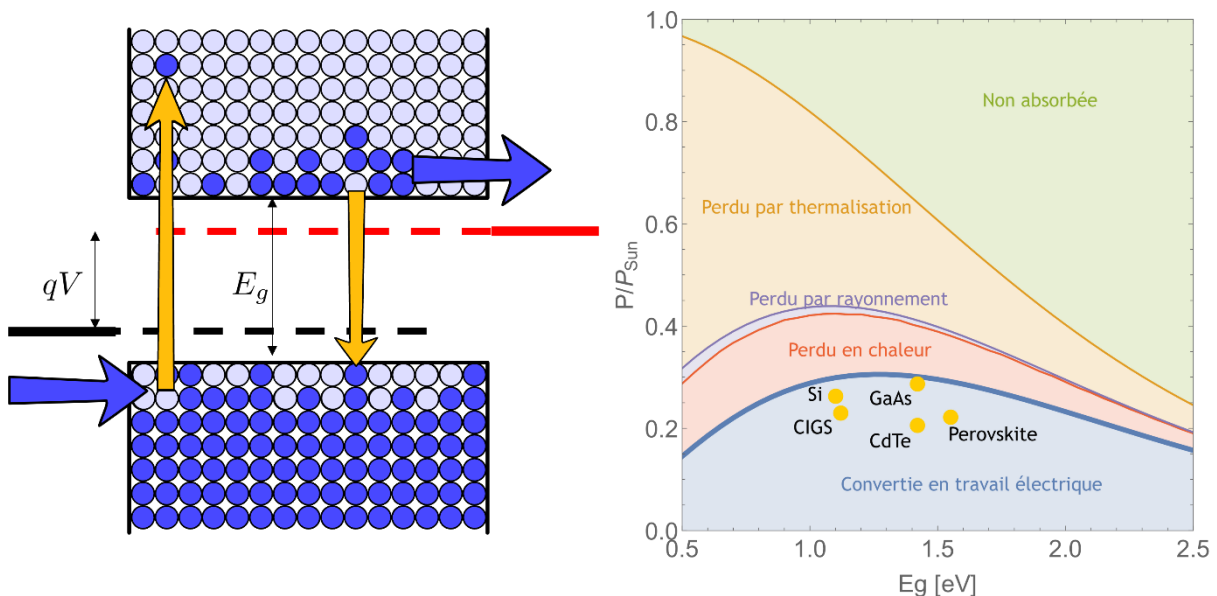 qV
E_g
P/P_Sun
1.0
0.8
0.6
0.4
0.2
0.0
Non absorbée
Perdu par thermalisation
Perdu par rayonnement
Perdu en chaleur
Si
GaAs
CIGS
CdTe
Perovskite
Convertie en travail électrique
0.5
1.0
1.5
2.0
2.5
Eg [eV]